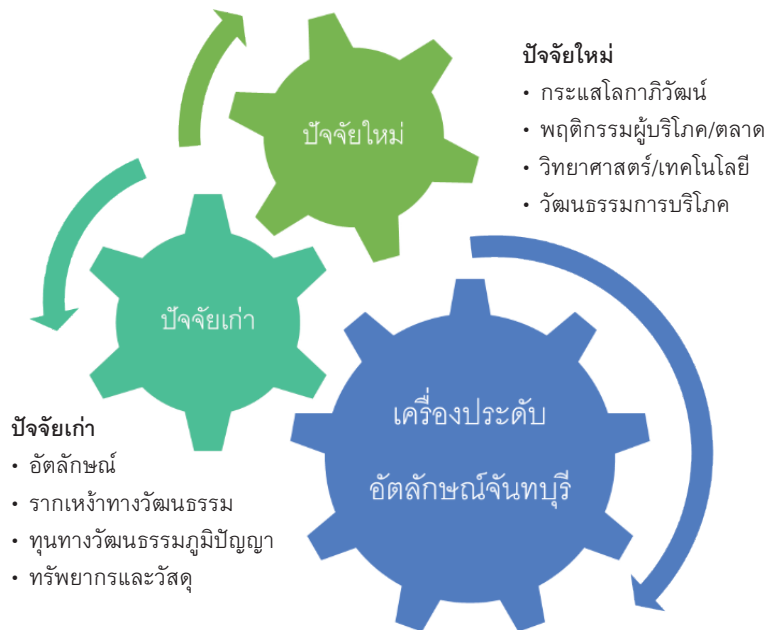 ปัจจัยใหม่
• กระแสโลกาภิวัฒน์
• พฤติกรรมผู้บริโภค/ตลาด
• วิทยาศาสตร์/เทคโนโลยี
• วัฒนธรรมการบริโภค
ปัจจัยใหม่
ปัจจัยเก่า
เครื่องประดับ
อัตลักษณ์จันทบุรี
ปัจจัยเก่า
• อัตลักษณ์
• รากเหง้าทางวัฒนธรรม
• ทุนทางวัฒนธรรมภูมิปัญญา
• ทรัพยากรและวัสดุ